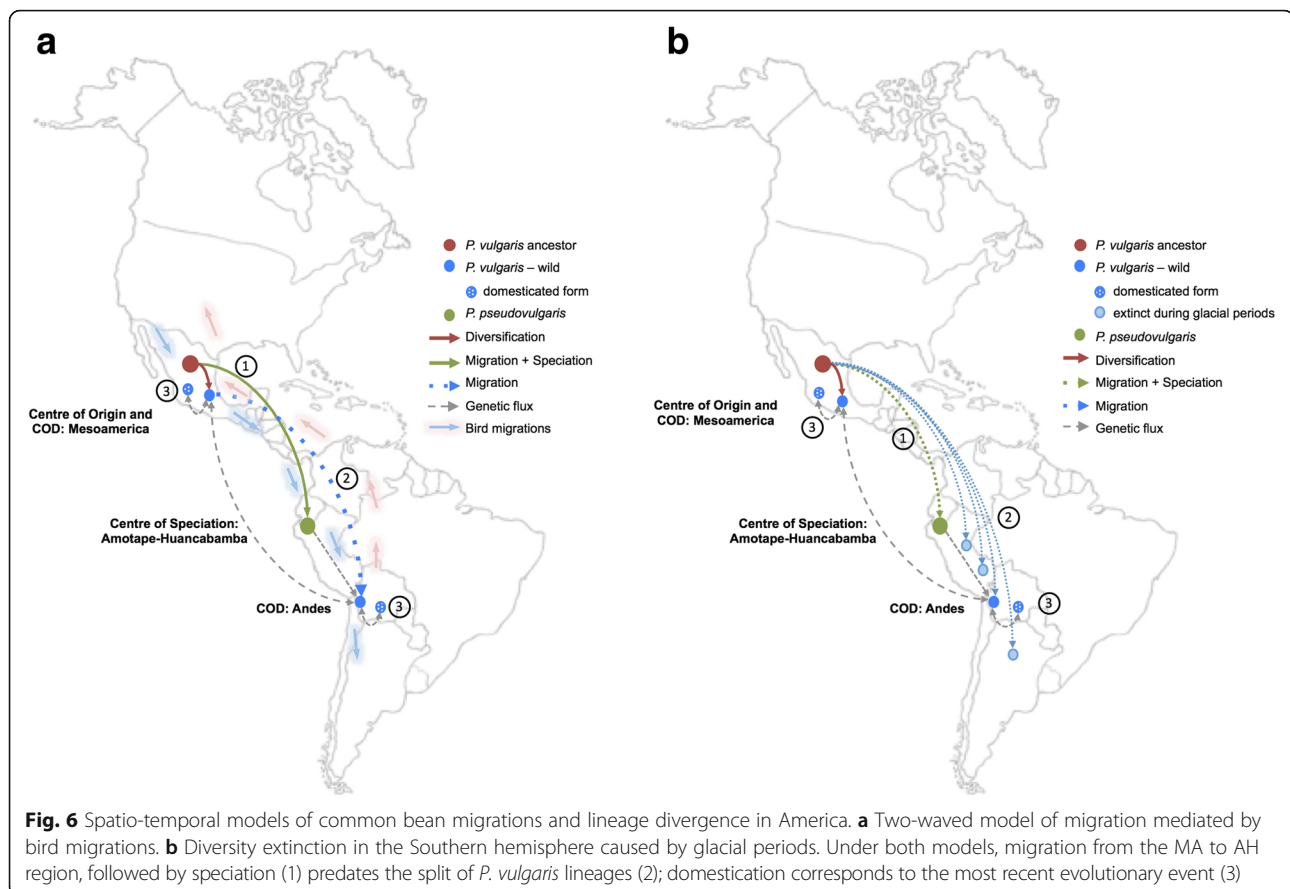 a
P. vulgaris ancestor
P. vulgaris – wild
domesticated form
P. pseudovulgaris
Diversification
Migration + Speciation
Migration
Genetic flux
Bird migrations
1
3
Centre of Origin and
COD: Mesoamerica
2
Centre of Speciation:
Amotape-Huancabamba
COD: Andes
3
b
P. vulgaris ancestor
P. vulgaris – wild
domesticated form
extinct during glacial periods
P. pseudovulgaris
Diversification
Migration + Speciation
Migration
Genetic flux
Centre of Origin and
COD: Mesoamerica
3
1
2
Centre of Speciation:
Amotape-Huancabamba
COD: Andes
3
Fig. 6 Spatio-temporal models of common bean migrations and lineage divergence in America. a Two-waved model of migration mediated by
bird migrations. b Diversity extinction in the Southern hemisphere caused by glacial periods. Under both models, migration from the MA to AH
region, followed by speciation (1) predates the split of P. vulgaris lineages (2); domestication corresponds to the most recent evolutionary event (3)